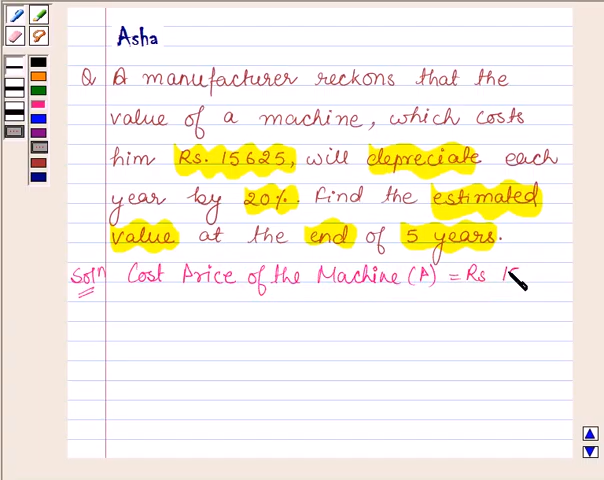 Asha
Q A manufacturer reckons that the
value of a machine, which costs
him Rs. 15625, will depreciate each
year by 20%. Find the estimated
value at the end of 5 years.
Soln Cost Price of the Machine (A) = Rs 15